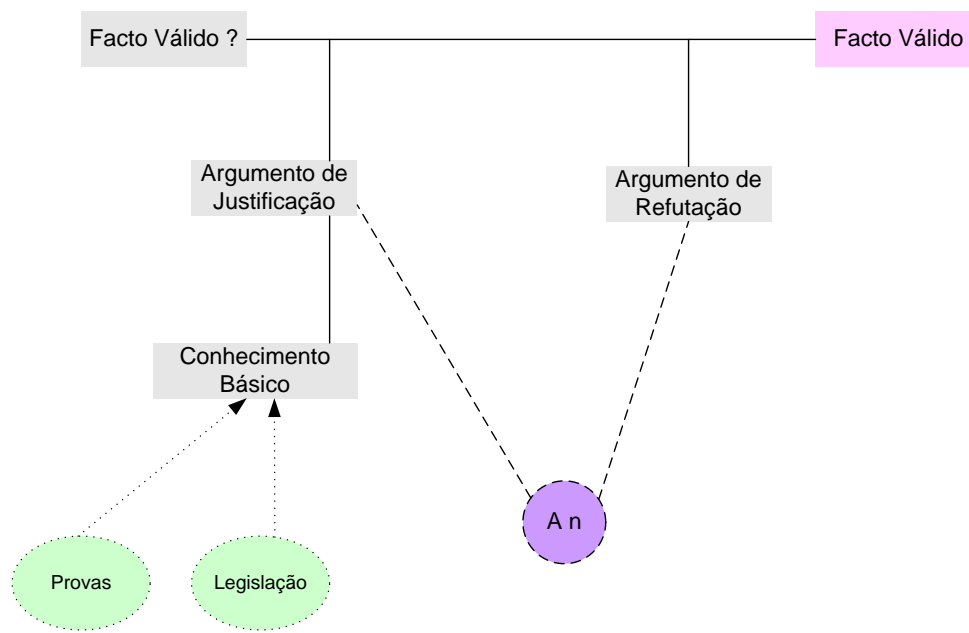 Facto Válido ?
Facto Válido
Argumento de
Justificação
Argumento de
Refutação
Conhecimento
Básico
A n
Provas
Legislação